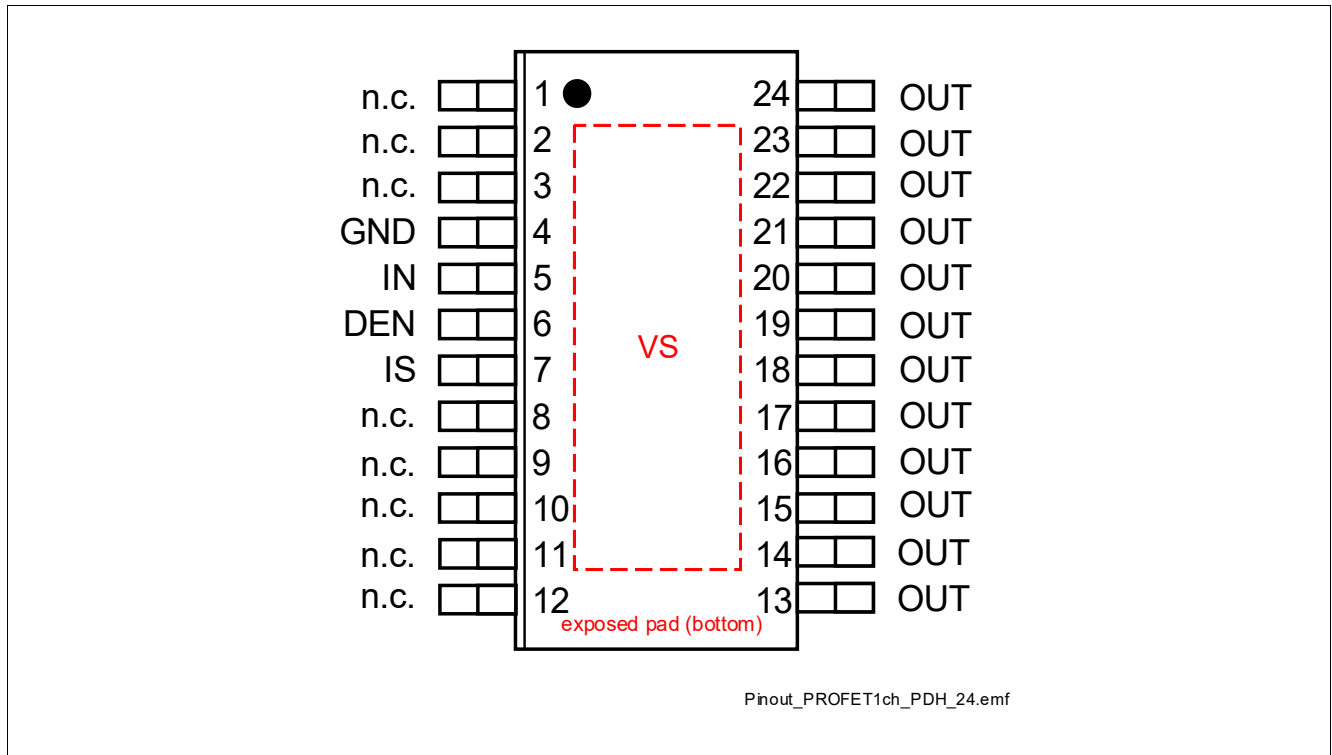 n.c. 1 24 OUT
n.c. 2 23 OUT
n.c. 3 22 OUT
GND 4 21 OUT
IN 5 20 OUT
DEN 6 19 OUT
VS
IS 7 18 OUT
n.c. 8 17 OUT
n.c. 9 16 OUT
n.c. 10 15 OUT
n.c. 11 14 OUT
n.c. 12 13 OUT
exposed pad (bottom)
Pinout_PROFET1ch_PDH_24.emf